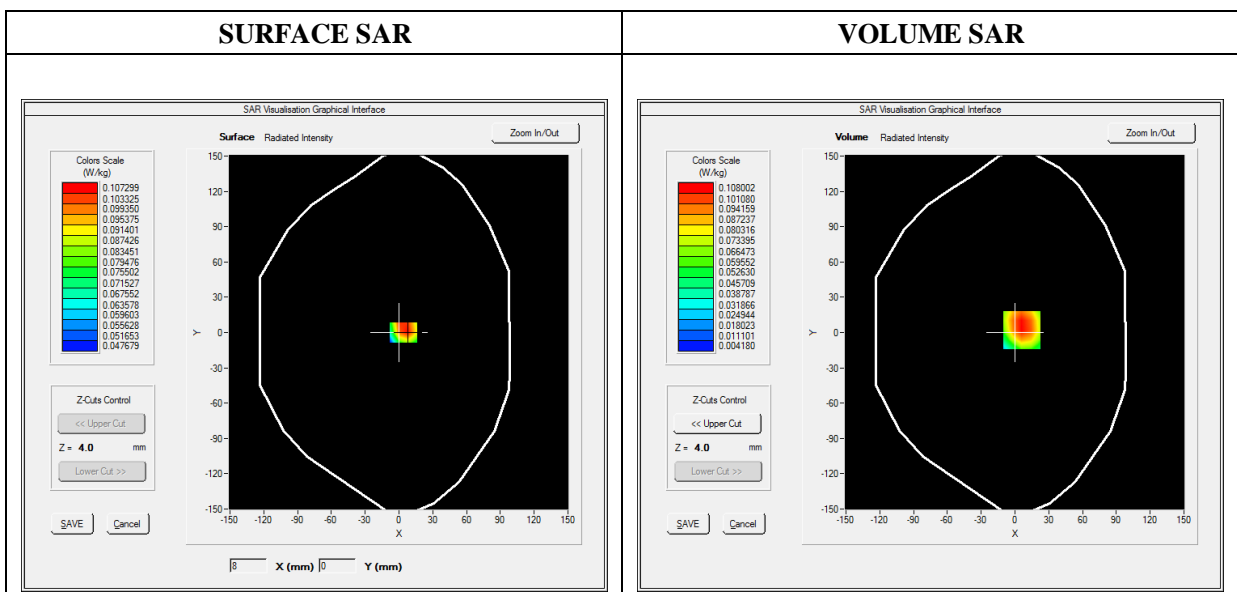 SURFACE SAR
VOLUME SAR
SAR Visualisation Graphical Interface
Surface Radiated Intensity
Zoom In/Out
Colors Scale
(W/kg)
0.107299
0.103325
0.099350
0.095375
0.091401
0.087426
0.083451
0.079476
0.075502
0.071527
0.067552
0.063578
0.059603
0.055628
0.051653
0.047679
150
120
90
60
30
0
-30
-60
-90
-120
-150
Y
-150 -120 -90 -60 -30 0 30 60 90 120 150
X
Z-Cuts Control
<< Upper Cut
Z = 4.0 mm
Lower Cut >>
SAVE Cancel
8 X (mm) 0 Y (mm)
SAR Visualisation Graphical Interface
Volume Radiated Intensity
Zoom In/Out
Colors Scale
(W/kg)
0.108002
0.101080
0.094159
0.087237
0.080316
0.073395
0.066473
0.059552
0.052630
0.045709
0.038787
0.031866
0.024944
0.018023
0.011101
0.004180
150
120
90
60
30
0
-30
-60
-90
-120
-150
Y
-150 -120 -90 -60 -30 0 30 60 90 120 150
X
Z-Cuts Control
<< Upper Cut
Z = 4.0 mm
Lower Cut >>
SAVE Cancel